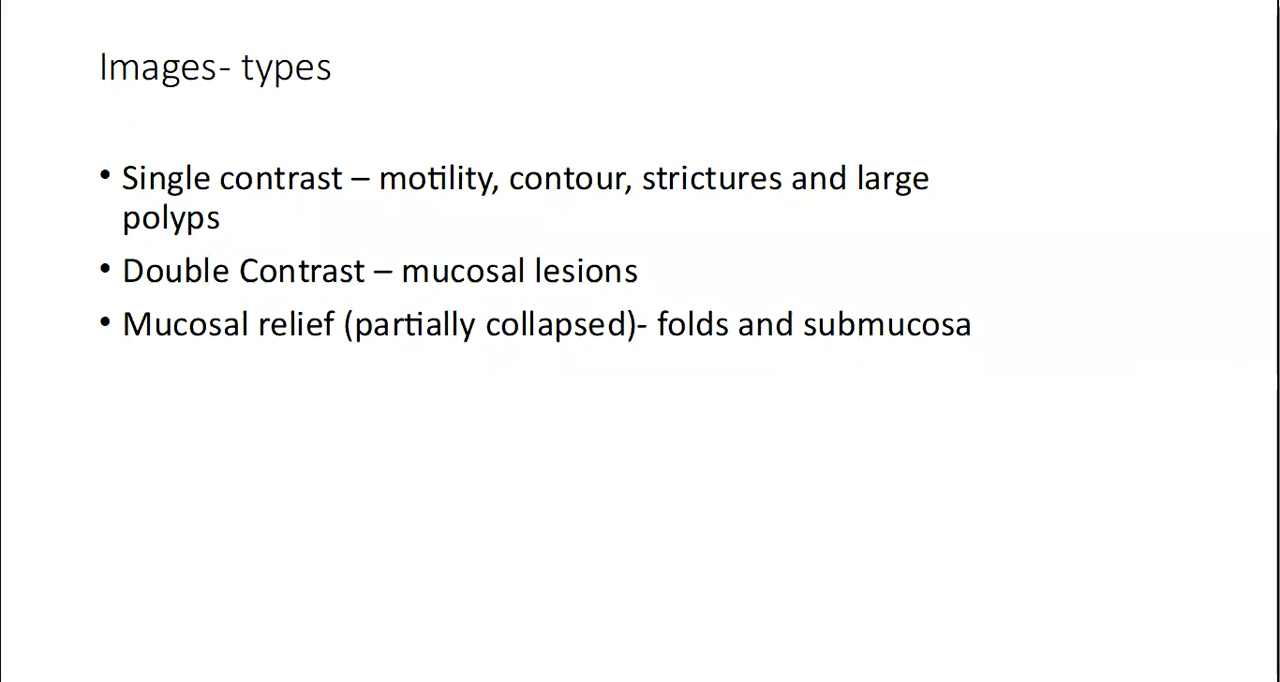 Images- types
• Single contrast – motility, contour, strictures and large
polyps
• Double Contrast – mucosal lesions
• Mucosal relief (partially collapsed)- folds and submucosa